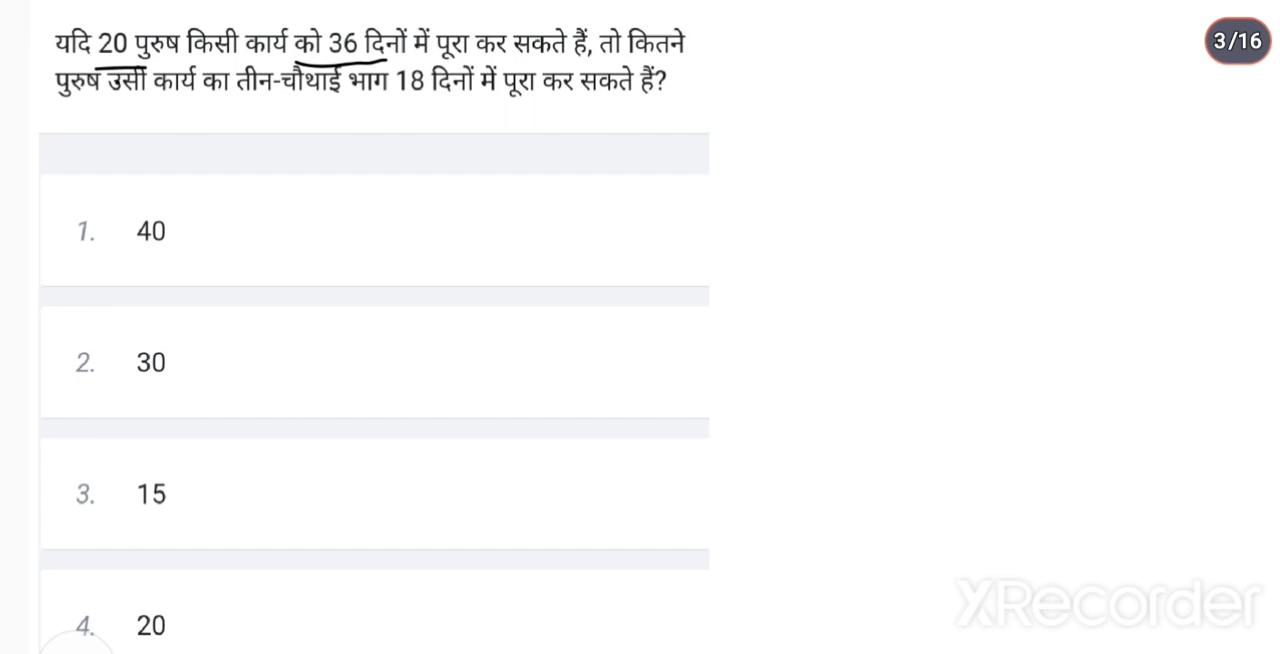 यदि 20 पुरुष किसी कार्य को 36 दिनों में पूरा कर सकते हैं, तो कितने
पुरुष उसी कार्य का तीन-चौथाई भाग 18 दिनों में पूरा कर सकते हैं?
3/16
1. 40
2. 30
3. 15
4. 20
XRecorder